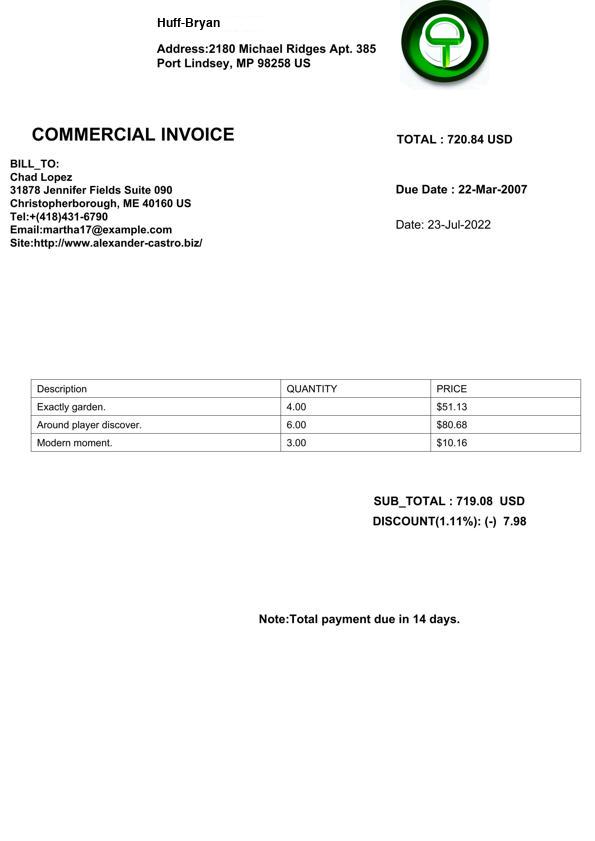 Huff-Bryan
Address:2180 Michael Ridges Apt. 385
Port Lindsey, MP 98258 US
COMMERCIAL INVOICE
TOTAL : 720.84 USD
BILL_TO:
Chad Lopez
31878 Jennifer Fields Suite 090
Christopherborough, ME 40160 US
Tel:+(418)431-6790
Email:martha17@example.com
Site:http://www.alexander-castro.biz/
Due Date : 22-Mar-2007
Date: 23-Jul-2022
Description QUANTITY PRICE
Exactly garden. 4.00 $51.13
Around player discover. 6.00 $80.68
Modern moment. 3.00 $10.16
SUB_TOTAL : 719.08 USD
DISCOUNT(1.11%): (-) 7.98
Note:Total payment due in 14 days.